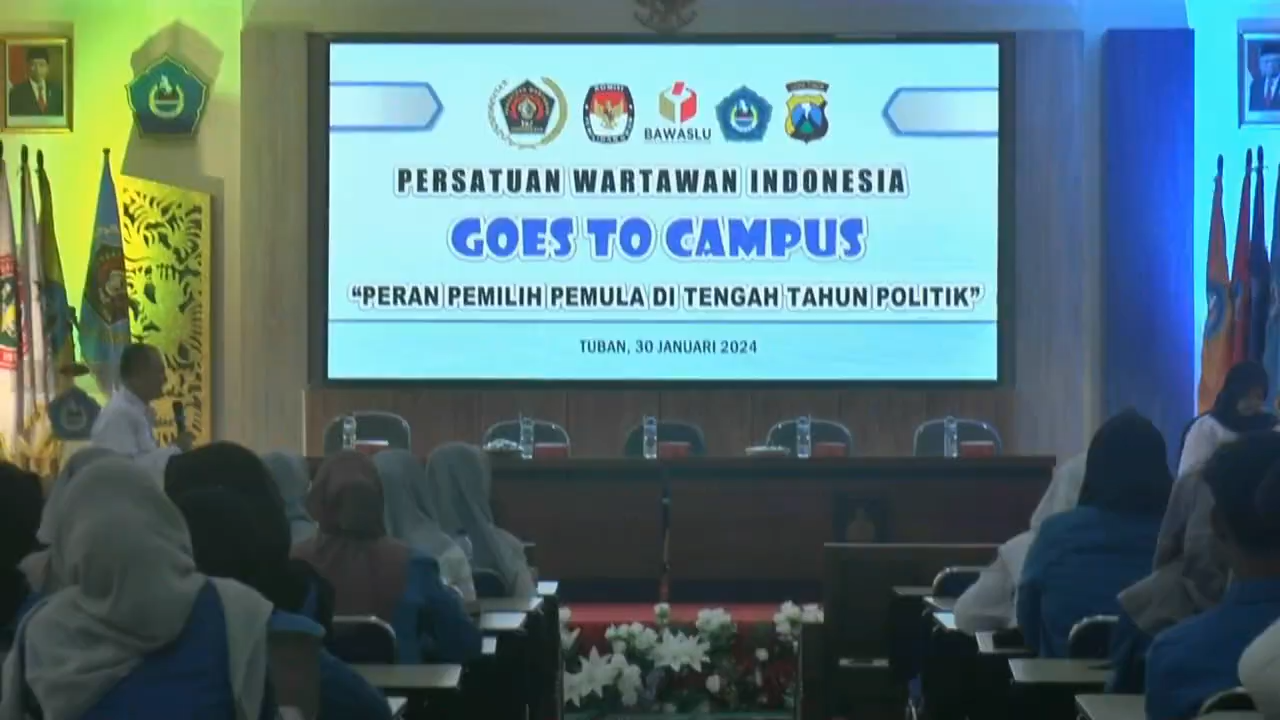 BAWASLU
PERSATUAN WARTAWAN INDONESIA
GOES TO CAMPUS
“PERAN PEMILIH PEMULA DI TENGAH TAHUN POLITIK”
TUBAN, 30 JANUARI 2024